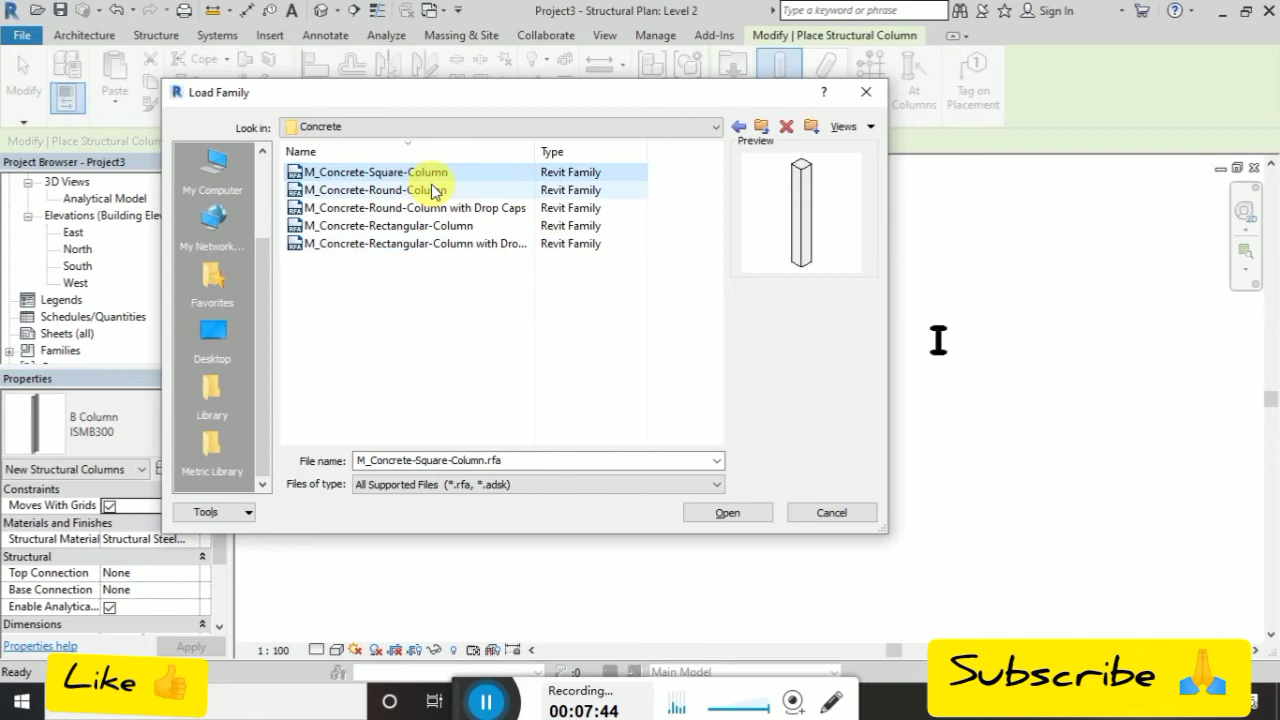 Project3 - Structural Plan: Level 2
Type a keyword or phrase
Sign In
File Architecture Structure Systems Insert Annotate Analyze Massing & Site Collaborate View Manage Add-Ins Modify | Place Structural Column
Modify
Paste
Cope
At Columns
Tag on Placement
Modify | Place Structural Colum
Load Family
Look in: Concrete
Views
Project Browser - Project3
3D Views
Analytical Model
Elevations (Building Elev
East
North
South
West
Legends
Schedules/Quantities
Sheets (all)
Families
My Computer
My Network...
Favorites
Desktop
Library
Metric Library
Name Type
M_Concrete-Square-Column Revit Family
M_Concrete-Round-Column Revit Family
M_Concrete-Round-Column with Drop Caps Revit Family
M_Concrete-Rectangular-Column Revit Family
M_Concrete-Rectangular-Column with Dro... Revit Family
Preview
File name: M_Concrete-Square-Column.rfa
Files of type: All Supported Files (*.rfa, *.adsk)
Tools
Open
Cancel
Properties
B Column
ISMB300
New Structural Columns
Constraints
Moves With Grids
Materials and Finishes
Structural Material Structural Steel...
Structural
Top Connection None
Base Connection None
Enable Analytica...
Dimensions
Properties help
Apply
1 : 100
Ready
:0
Main Model
Like
Recording...
00:07:44
Subscribe